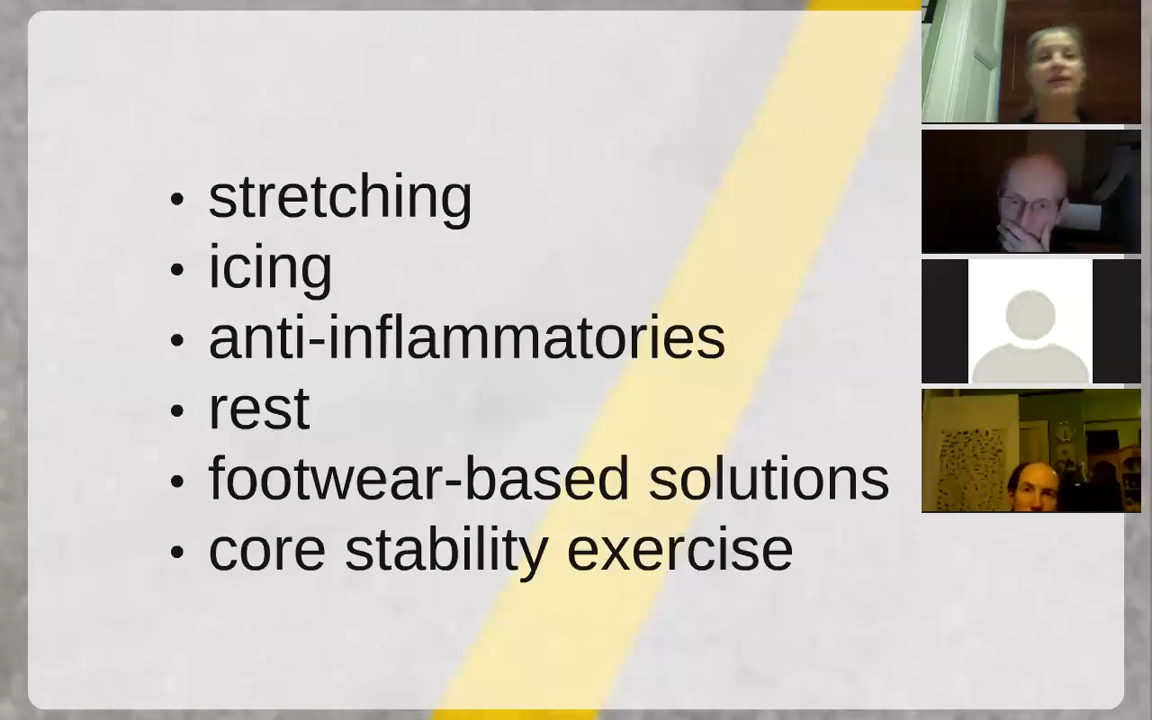 • stretching
• icing
• anti-inflammatories
• rest
• footwear-based solutions
• core stability exercise